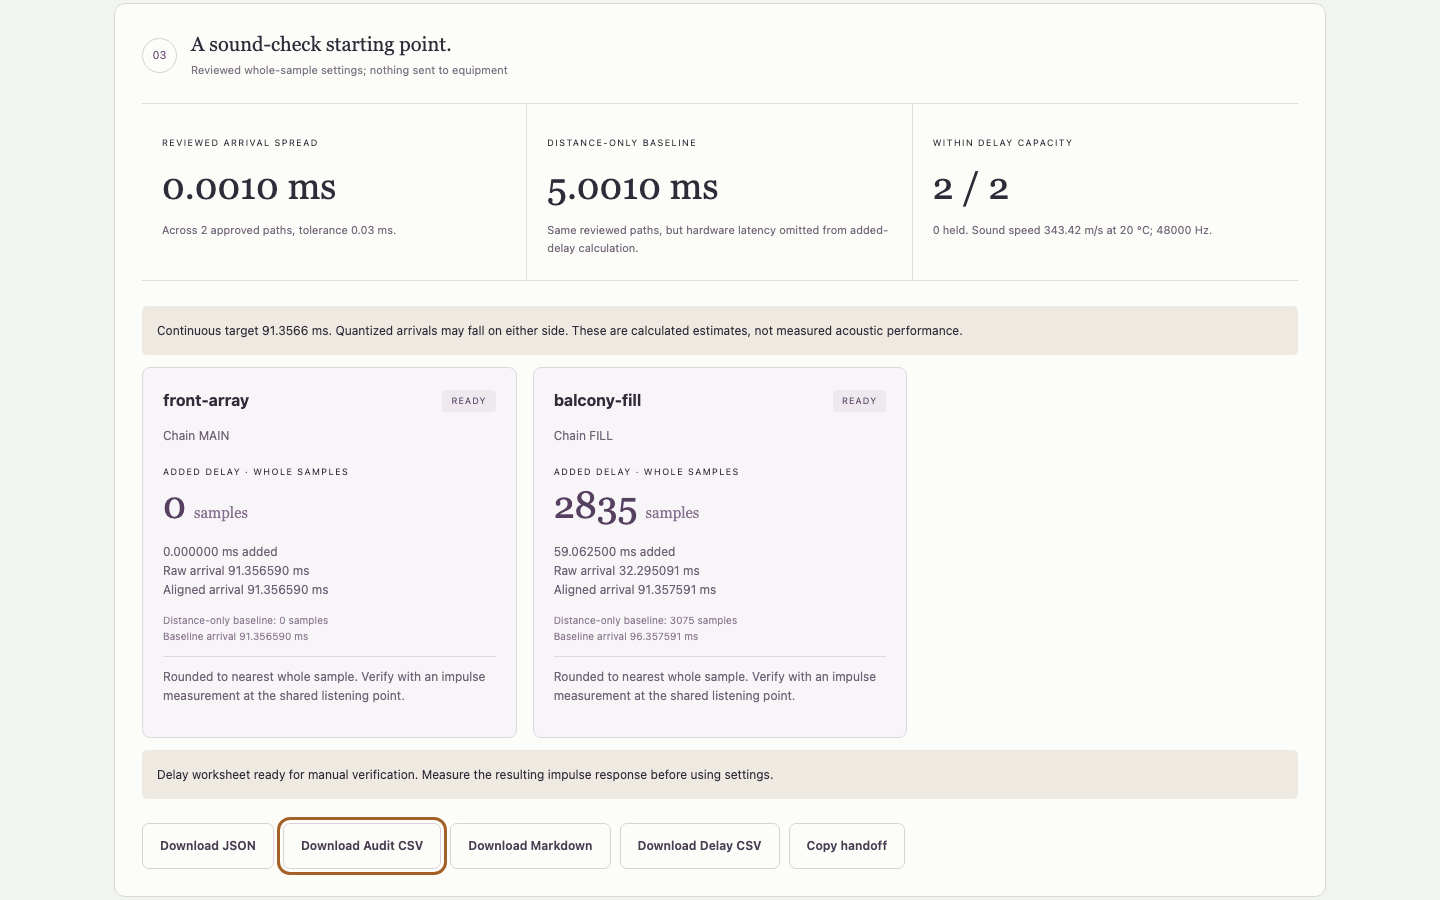 03
A sound-check starting point.
Reviewed whole-sample settings; nothing sent to equipment
REVIEWED ARRIVAL SPREAD
0.0010 ms
Across 2 approved paths, tolerance 0.03 ms.
DISTANCE-ONLY BASELINE
5.0010 ms
Same reviewed paths, but hardware latency omitted from added-
delay calculation.
WITHIN DELAY CAPACITY
2 / 2
0 held. Sound speed 343.42 m/s at 20 °C; 48000 Hz.
Continuous target 91.3566 ms. Quantized arrivals may fall on either side. These are calculated estimates, not measured acoustic performance.
front-array
READY
Chain MAIN
ADDED DELAY · WHOLE SAMPLES
0 samples
0.000000 ms added
Raw arrival 91.356590 ms
Aligned arrival 91.356590 ms
Distance-only baseline: 0 samples
Baseline arrival 91.356590 ms
Rounded to nearest whole sample. Verify with an impulse
measurement at the shared listening point.
balcony-fill
READY
Chain FILL
ADDED DELAY · WHOLE SAMPLES
2835 samples
59.062500 ms added
Raw arrival 32.295091 ms
Aligned arrival 91.357591 ms
Distance-only baseline: 3075 samples
Baseline arrival 96.357591 ms
Rounded to nearest whole sample. Verify with an impulse
measurement at the shared listening point.
Delay worksheet ready for manual verification. Measure the resulting impulse response before using settings.
Download JSON
Download Audit CSV
Download Markdown
Download Delay CSV
Copy handoff